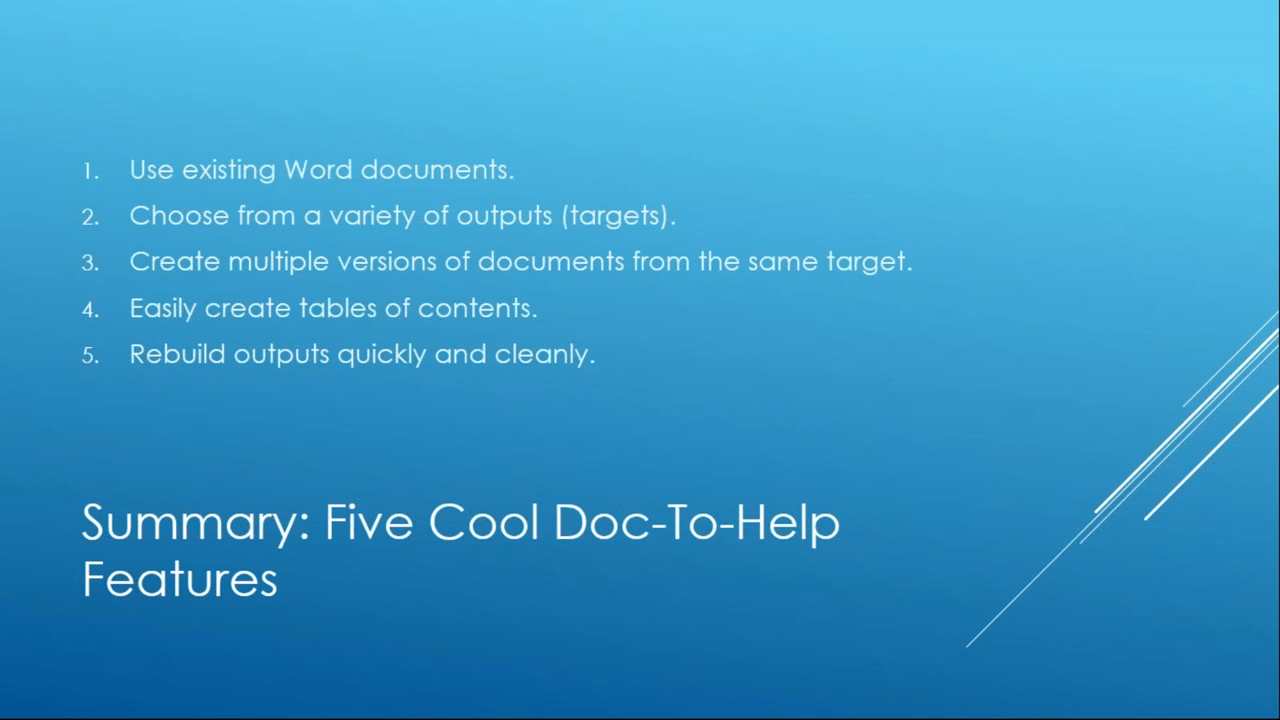 1. Use existing Word documents.
2. Choose from a variety of outputs (targets).
3. Create multiple versions of documents from the same target.
4. Easily create tables of contents.
5. Rebuild outputs quickly and cleanly.
Summary: Five Cool Doc-To-Help
Features